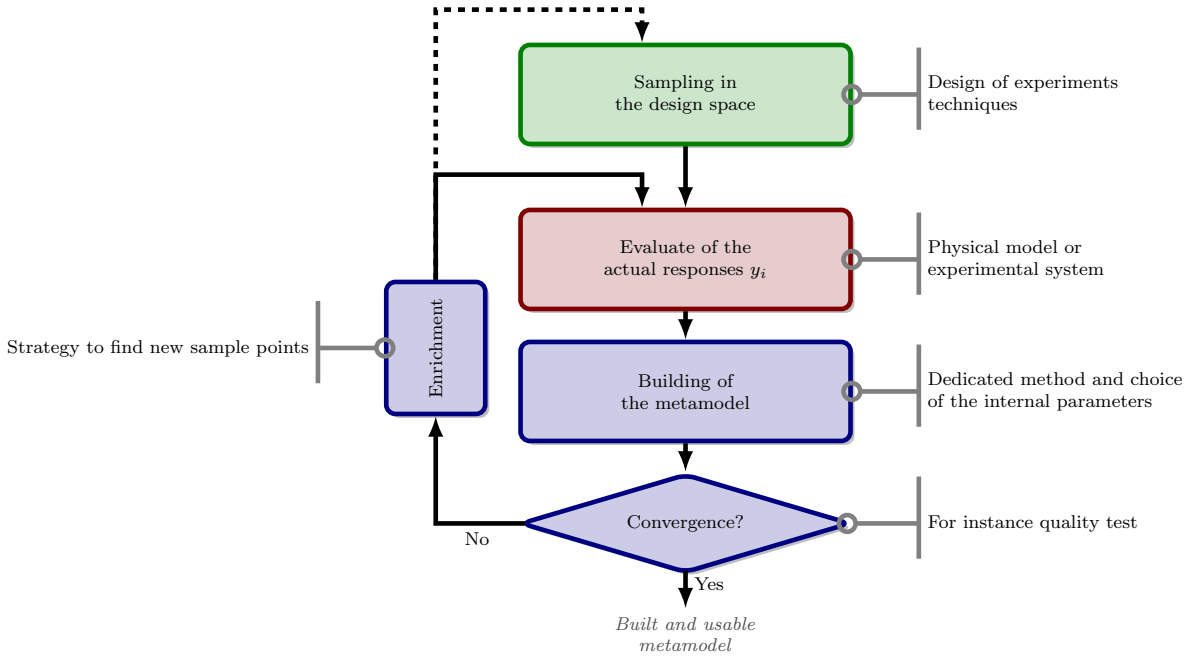 Sampling in
the design space
Design of experiments
techniques
Evaluate of the
actual responses $y_i$
Physical model or
experimental system
Enrichment
Strategy to find new sample points
Building of
the metamodel
Dedicated method and choice
of the internal parameters
Convergence?
For instance quality test
No
Yes
Built and usable
metamodel